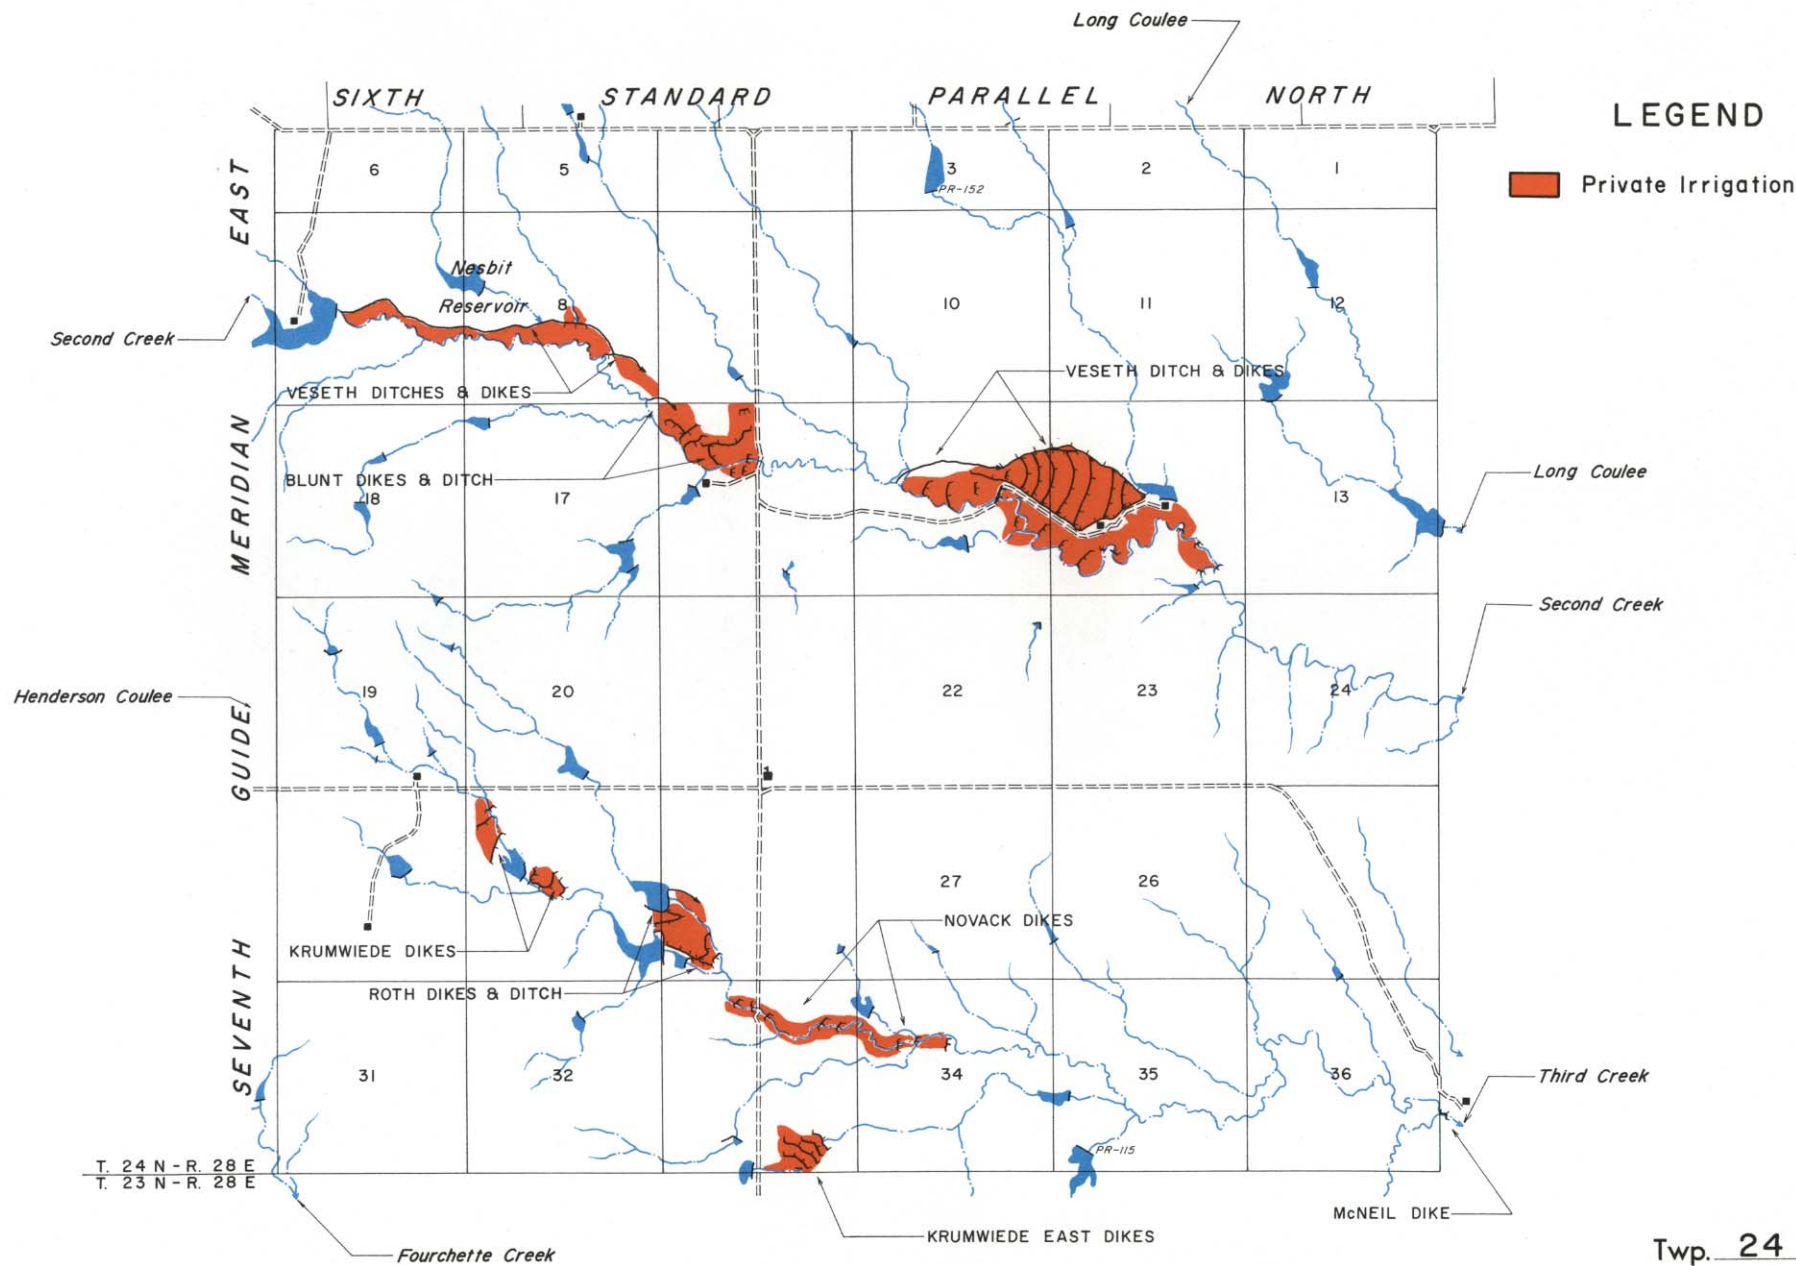 Long Coulee
SIXTH STANDARD PARALLEL NORTH
LEGEND
Private Irrigation
SEVENTH GUIDE MERIDIAN EAST
6
5
3
2
1
PR-152
Nesbit
Reservoir
8
10
11
12
Second Creek
VESETH DITCHES & DIKES
VESETH DITCH & DIKES
BLUNT DIKES & DITCH
18
17
13
Long Coulee
Second Creek
Henderson Coulee
19
20
22
23
24
27
26
NOVACK DIKES
KRUMWIEDE DIKES
ROTH DIKES & DITCH
31
32
34
35
36
Third Creek
PR-115
T. 24 N - R. 28 E
T. 23 N - R. 28 E
McNEIL DIKE
KRUMWIEDE EAST DIKES
Fourchette Creek
Twp. 24